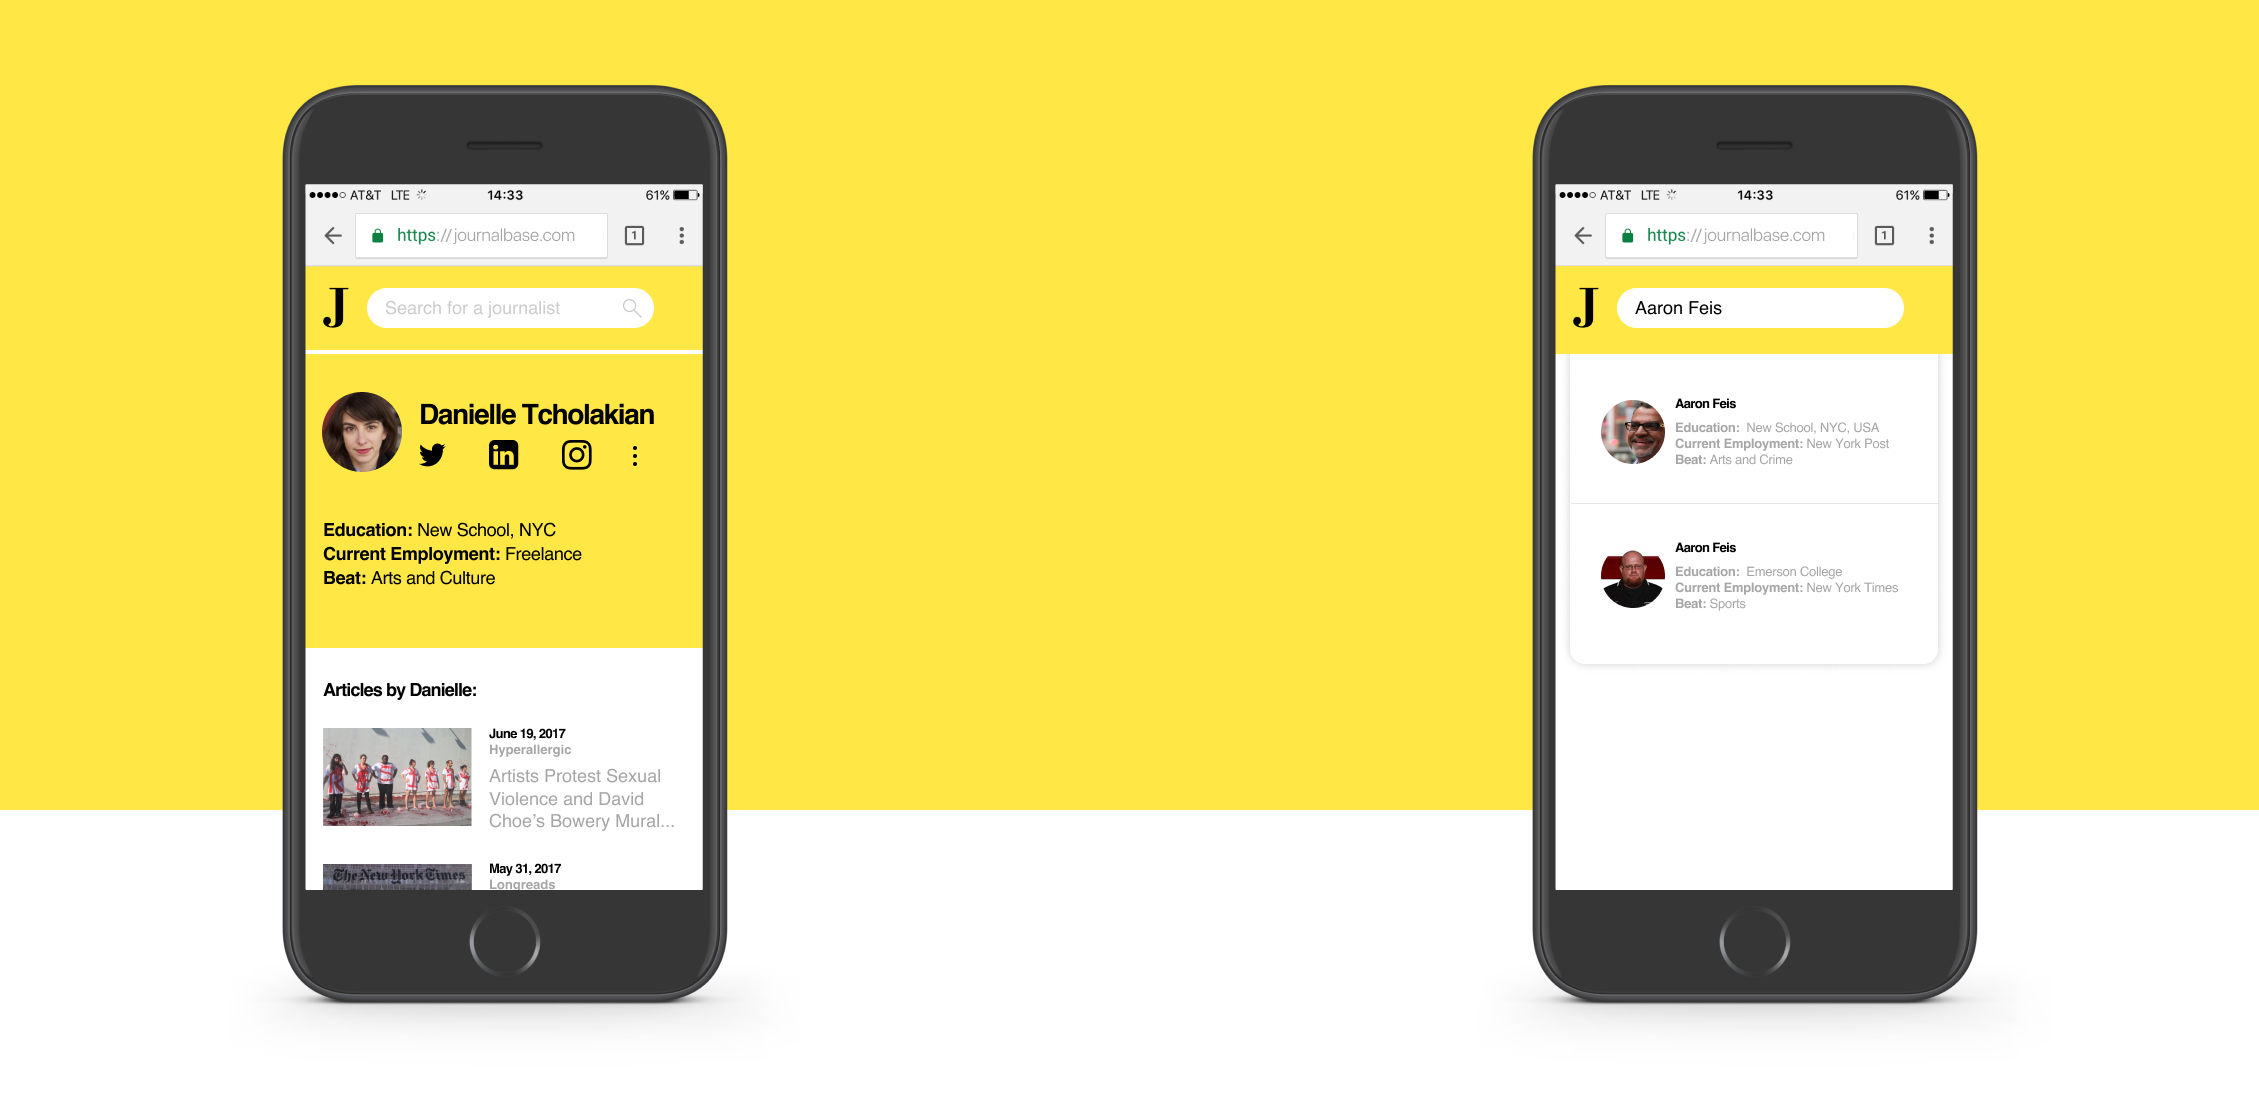 AT&T LTE 14:33 61%
https://journalbase.com 1
J Search for a journalist
Danielle Tcholakian
in
Education: New School, NYC
Current Employment: Freelance
Beat: Arts and Culture
Articles by Danielle:
June 19, 2017
Hyperallergic
Artists Protest Sexual
Violence and David
Choe’s Bowery Mural...
The New York Times
May 31, 2017
Longreads
AT&T LTE 14:33 61%
https://journalbase.com 1
J Aaron Feis
Aaron Feis
Education: New School, NYC, USA
Current Employment: New York Post
Beat: Arts and Crime
Aaron Feis
Education: Emerson College
Current Employment: New York Times
Beat: Sports